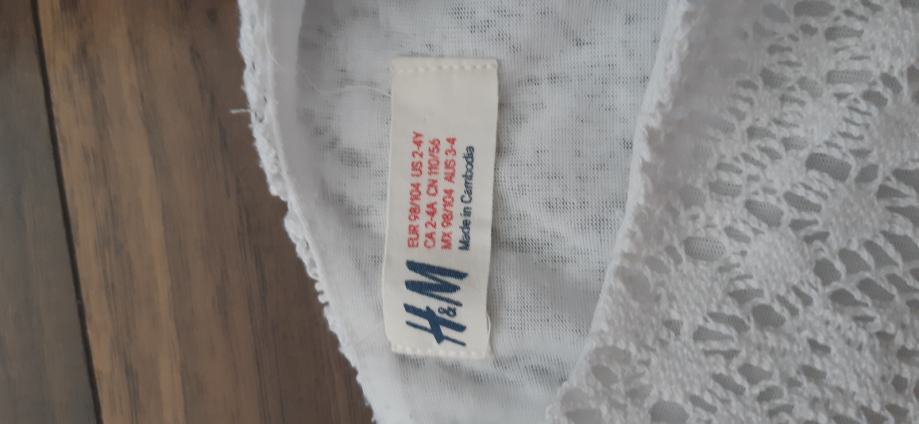 H&M
EUR 98/104 US 2-4Y
CA 2-4A CN 110/56
MX 98/104 AUS 3-4
Made in Cambodia